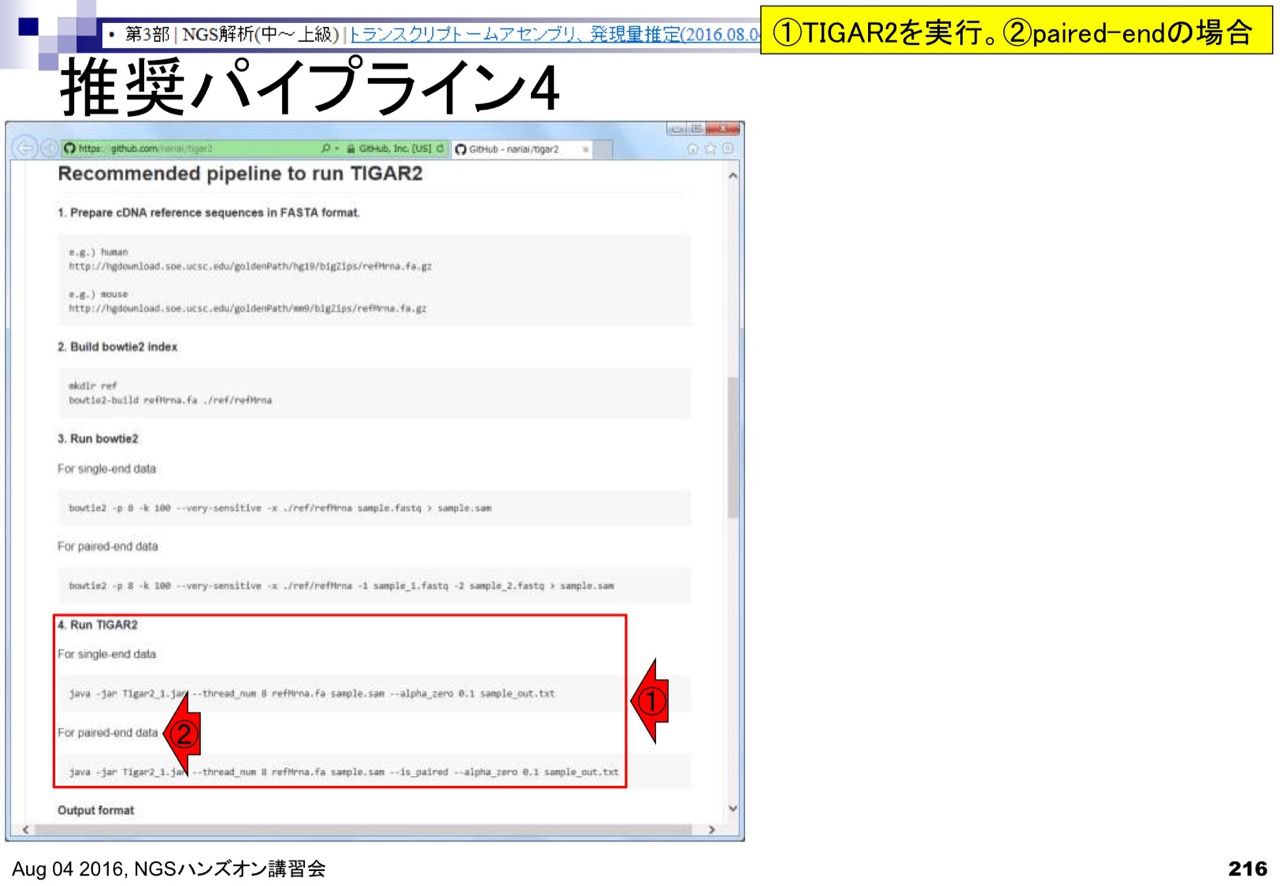 ・第3部 | NGS解析(中～上級) | トランスクリプトームアセンブリ、発現量推定(2016.08.0
①TIGAR2を実行。②paired-endの場合
推奨パイプライン4
https://github.com/nariai/tigar2
GitHub, Inc. [US]
GitHub - nariai/tigar2
Recommended pipeline to run TIGAR2
1. Prepare cDNA reference sequences in FASTA format.
e.g.) human
http://hgdownload.soe.ucsc.edu/goldenPath/hg19/bigZips/refMrna.fa.gz
e.g.) mouse
http://hgdownload.soe.ucsc.edu/goldenPath/mm9/bigZips/refMrna.fa.gz
2. Build bowtie2 index
mkdir ref
bowtie2-build refMrna.fa ./ref/refMrna
3. Run bowtie2
For single-end data
bowtie2 -p 8 -k 100 --very-sensitive -x ./ref/refMrna sample.fastq > sample.sam
For paired-end data
bowtie2 -p 8 -k 100 --very-sensitive -x ./ref/refMrna -1 sample_1.fastq -2 sample_2.fastq > sample.sam
4. Run TIGAR2
For single-end data
java -jar Tigar2_1.jar --thread_num 8 refMrna.fa sample.sam --alpha_zero 0.1 sample_out.txt
①
For paired-end data
②
java -jar Tigar2_1.jar --thread_num 8 refMrna.fa sample.sam --is_paired --alpha_zero 0.1 sample_out.txt
Output format
Aug 04 2016, NGSハンズオン講習会
216